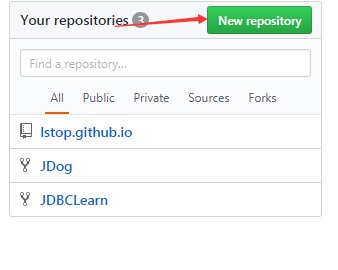 Your repositories 3 New repository
Find a repository...
All Public Private Sources Forks
lstop.github.io
JDog
JDBCLearn